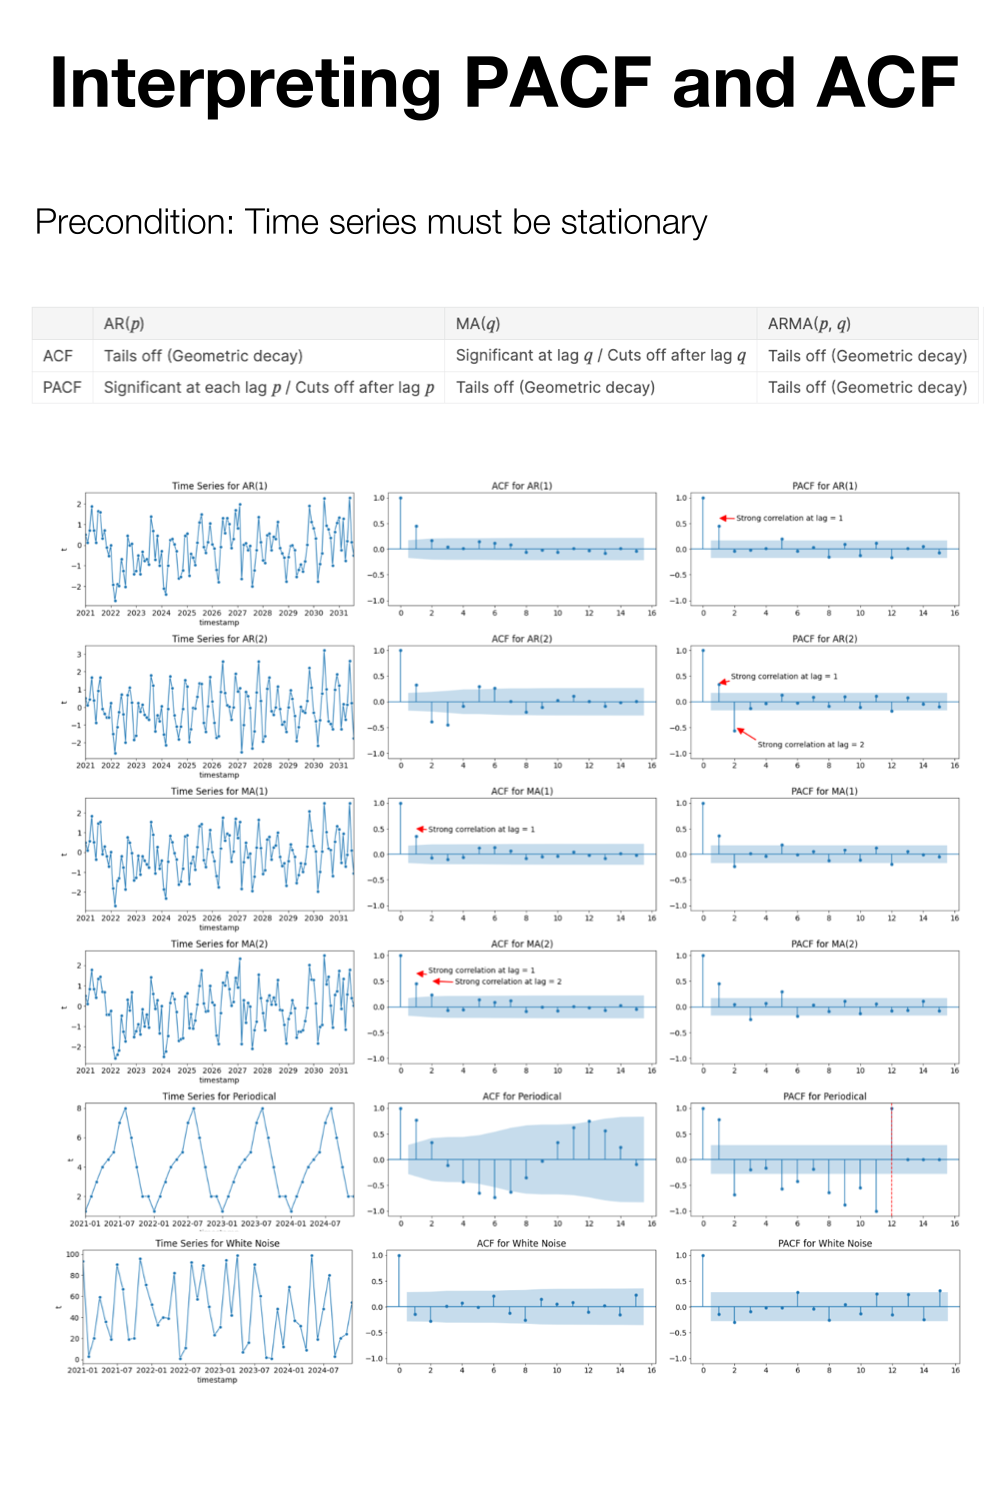 Interpreting PACF and ACF
Precondition: Time series must be stationary
AR(p) MA(q) ARMA(p, q)
ACF Tails off (Geometric decay) Significant at lag q / Cuts off after lag q Tails off (Geometric decay)
PACF Significant at each lag p / Cuts off after lag p Tails off (Geometric decay) Tails off (Geometric decay)
Time Series for AR(1)
2
1
0
−1
−2
t
2021 2022 2023 2024 2025 2026 2027 2028 2029 2030 2031
timestamp
ACF for AR(1)
1.0
0.5
0.0
−0.5
−1.0
0 2 4 6 8 10 12 14 16
PACF for AR(1)
1.0
0.5
0.0
−0.5
−1.0
Strong correlation at lag = 1
0 2 4 6 8 10 12 14 16
Time Series for AR(2)
3
2
1
0
−1
−2
t
2021 2022 2023 2024 2025 2026 2027 2028 2029 2030 2031
timestamp
ACF for AR(2)
1.0
0.5
0.0
−0.5
−1.0
0 2 4 6 8 10 12 14 16
PACF for AR(2)
1.0
0.5
0.0
−0.5
−1.0
Strong correlation at lag = 1
Strong correlation at lag = 2
0 2 4 6 8 10 12 14 16
Time Series for MA(1)
2
1
0
−1
−2
t
2021 2022 2023 2024 2025 2026 2027 2028 2029 2030 2031
timestamp
ACF for MA(1)
1.0
0.5
0.0
−0.5
−1.0
Strong correlation at lag = 1
0 2 4 6 8 10 12 14 16
PACF for MA(1)
1.0
0.5
0.0
−0.5
−1.0
0 2 4 6 8 10 12 14 16
Time Series for MA(2)
2
1
0
−1
−2
t
2021 2022 2023 2024 2025 2026 2027 2028 2029 2030 2031
timestamp
ACF for MA(2)
1.0
0.5
0.0
−0.5
−1.0
Strong correlation at lag = 1
Strong correlation at lag = 2
0 2 4 6 8 10 12 14 16
PACF for MA(2)
1.0
0.5
0.0
−0.5
−1.0
0 2 4 6 8 10 12 14 16
Time Series for Periodical
8
6
4
2
t
2021-01 2021-07 2022-01 2022-07 2023-01 2023-07 2024-01 2024-07
ACF for Periodical
1.0
0.5
0.0
−0.5
−1.0
0 2 4 6 8 10 12 14 16
PACF for Periodical
1.0
0.5
0.0
−0.5
−1.0
0 2 4 6 8 10 12 14 16
Time Series for White Noise
100
80
60
40
20
0
t
2021-01 2021-07 2022-01 2022-07 2023-01 2023-07 2024-01 2024-07
timestamp
ACF for White Noise
1.0
0.5
0.0
−0.5
−1.0
0 2 4 6 8 10 12 14 16
PACF for White Noise
1.0
0.5
0.0
−0.5
−1.0
0 2 4 6 8 10 12 14 16